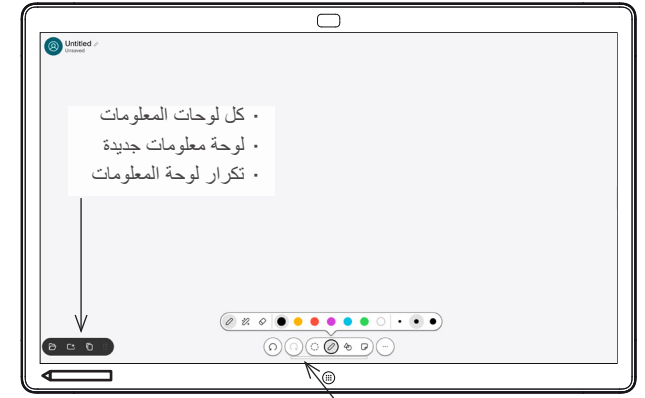 Untitled
Unsaved
· كل لوحات المعلومات
· لوحة معلومات جديدة
· تكرار لوحة المعلومات